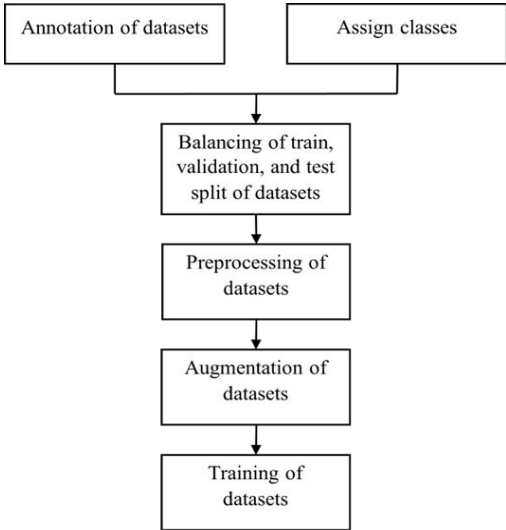 Annotation of datasets
Assign classes
Balancing of train,
validation, and test
split of datasets
Preprocessing of
datasets
Augmentation of
datasets
Training of
datasets